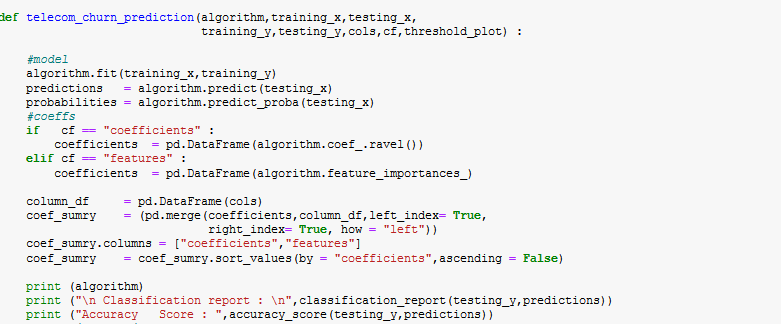 def telecom_churn_prediction(algorithm,training_x,testing_x,
                             training_y,testing_y,cols,cf,threshold_plot) :

    #model
    algorithm.fit(training_x,training_y)
    predictions   = algorithm.predict(testing_x)
    probabilities = algorithm.predict_proba(testing_x)
    #coeffs
    if   cf == "coefficients" :
        coefficients  = pd.DataFrame(algorithm.coef_.ravel())
    elif cf == "features" :
        coefficients  = pd.DataFrame(algorithm.feature_importances_)

    column_df     = pd.DataFrame(cols)
    coef_sumry    = (pd.merge(coefficients,column_df,left_index= True,
                              right_index= True, how = "left"))
    coef_sumry.columns = ["coefficients","features"]
    coef_sumry    = coef_sumry.sort_values(by = "coefficients",ascending = False)

    print (algorithm)
    print ("\n Classification report : \n",classification_report(testing_y,predictions))
    print ("Accuracy   Score : ",accuracy_score(testing_y,predictions))